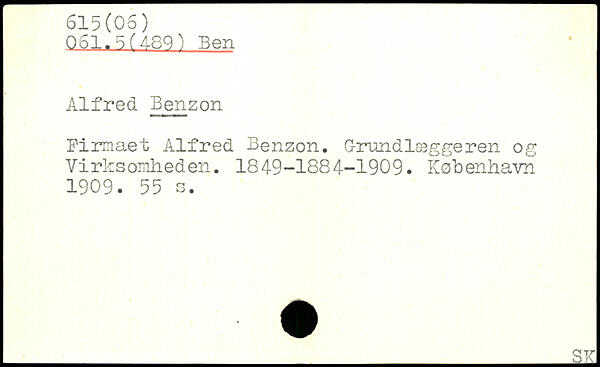 615(06)
061.5(489) Ben
Alfred Benzon
Firmaet Alfred Benzon. Grundlæggeren og
Virksomheden. 1849-1884-1909. København
1909. 55 s.
SK